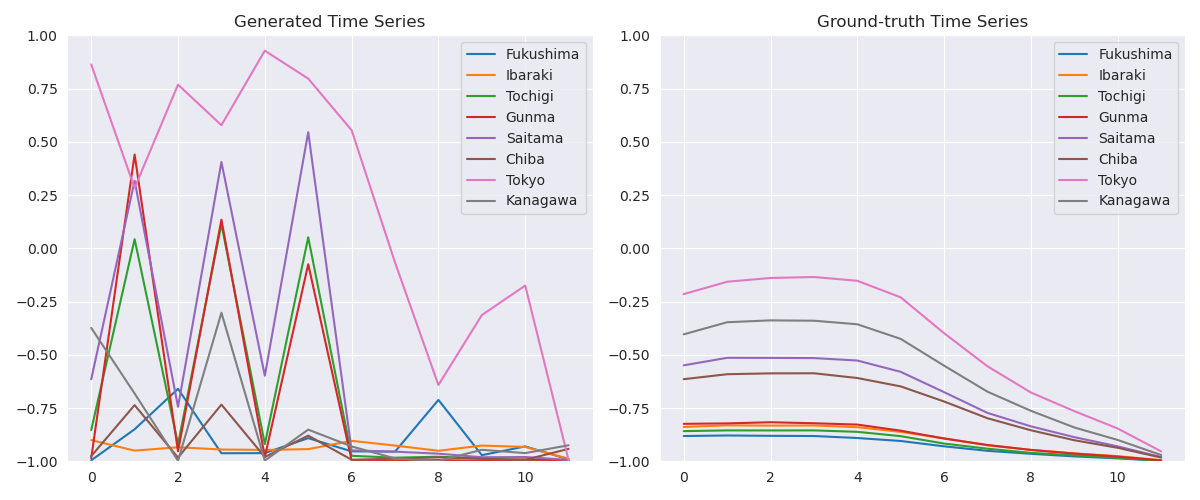 Generated Time Series
1.00
0.75
0.50
0.25
0.00
−0.25
−0.50
−0.75
−1.00
0 2 4 6 8 10
Fukushima
Ibaraki
Tochigi
Gunma
Saitama
Chiba
Tokyo
Kanagawa
Ground-truth Time Series
1.00
0.75
0.50
0.25
0.00
−0.25
−0.50
−0.75
−1.00
0 2 4 6 8 10
Fukushima
Ibaraki
Tochigi
Gunma
Saitama
Chiba
Tokyo
Kanagawa